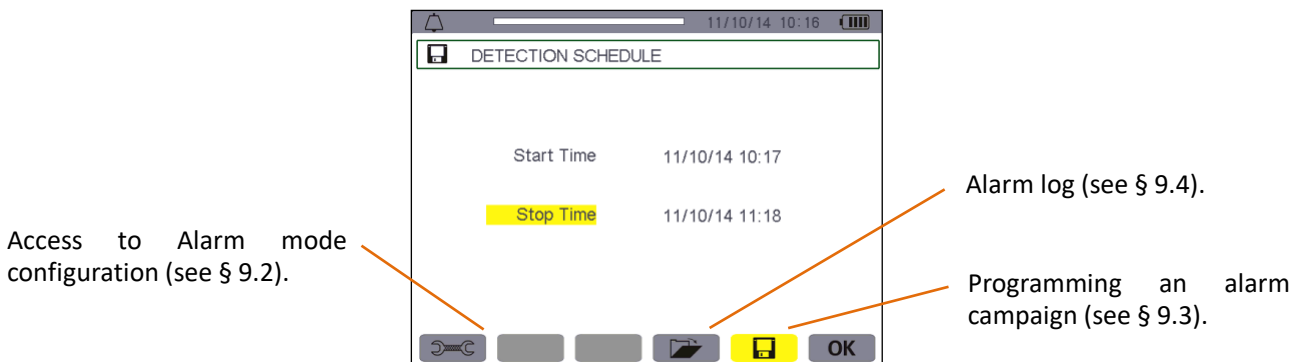 11/10/14 10:16
DETECTION SCHEDULE
Start Time 11/10/14 10:17
Stop Time 11/10/14 11:18
Access to Alarm mode
configuration (see § 9.2).
Alarm log (see § 9.4).
Programming an alarm
campaign (see § 9.3).
OK